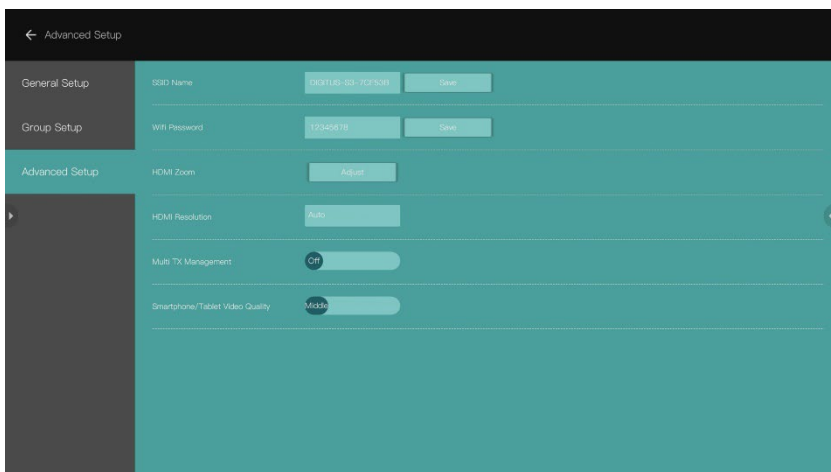 Advanced Setup
General Setup
SSID Name
Save
Group Setup
Wifi Password
12345678
Save
Advanced Setup
HDMI Zoom
Adjust
HDMI Resolution
Auto
Multi TX Management
Off
Smartphone/Tablet Video Quality
Middle